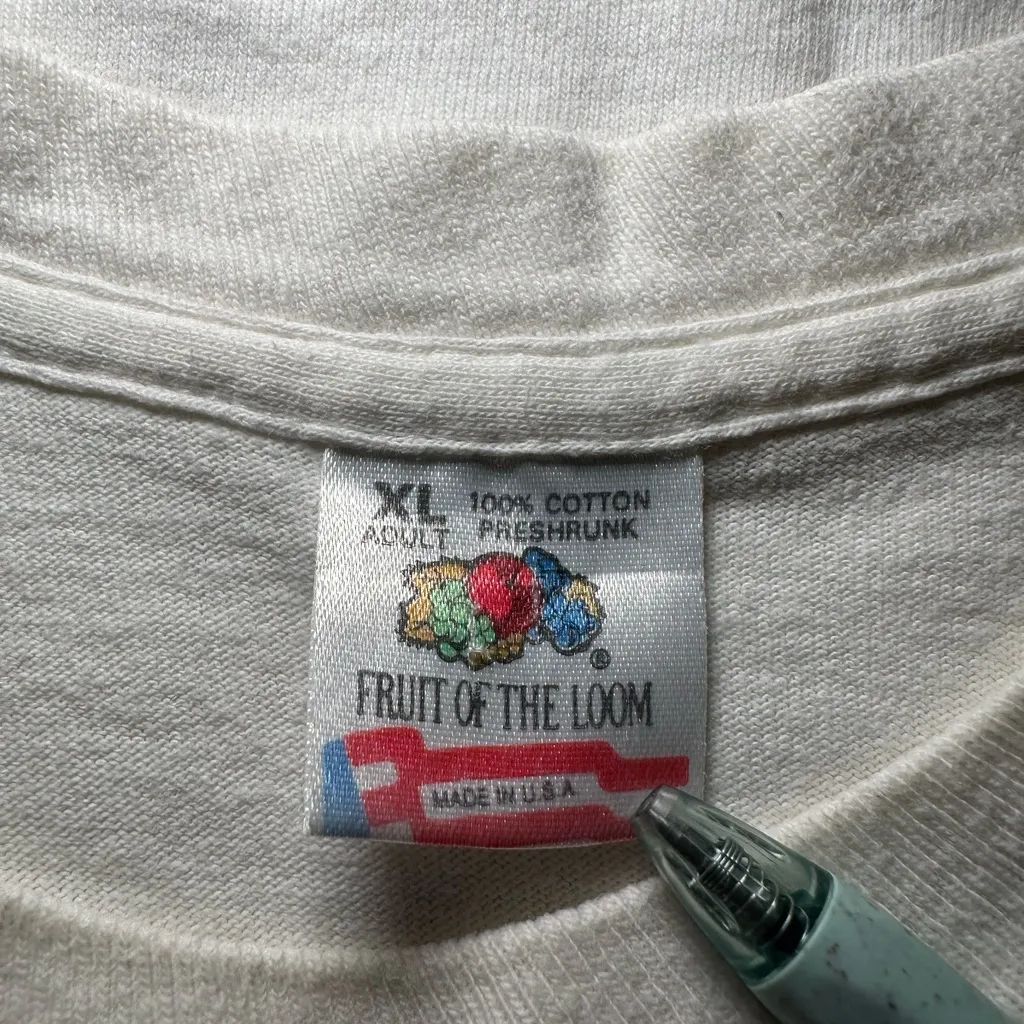 XL
ADULT
100% COTTON
PRESHRUNK
®
FRUIT OF THE LOOM
MADE IN U.S.A